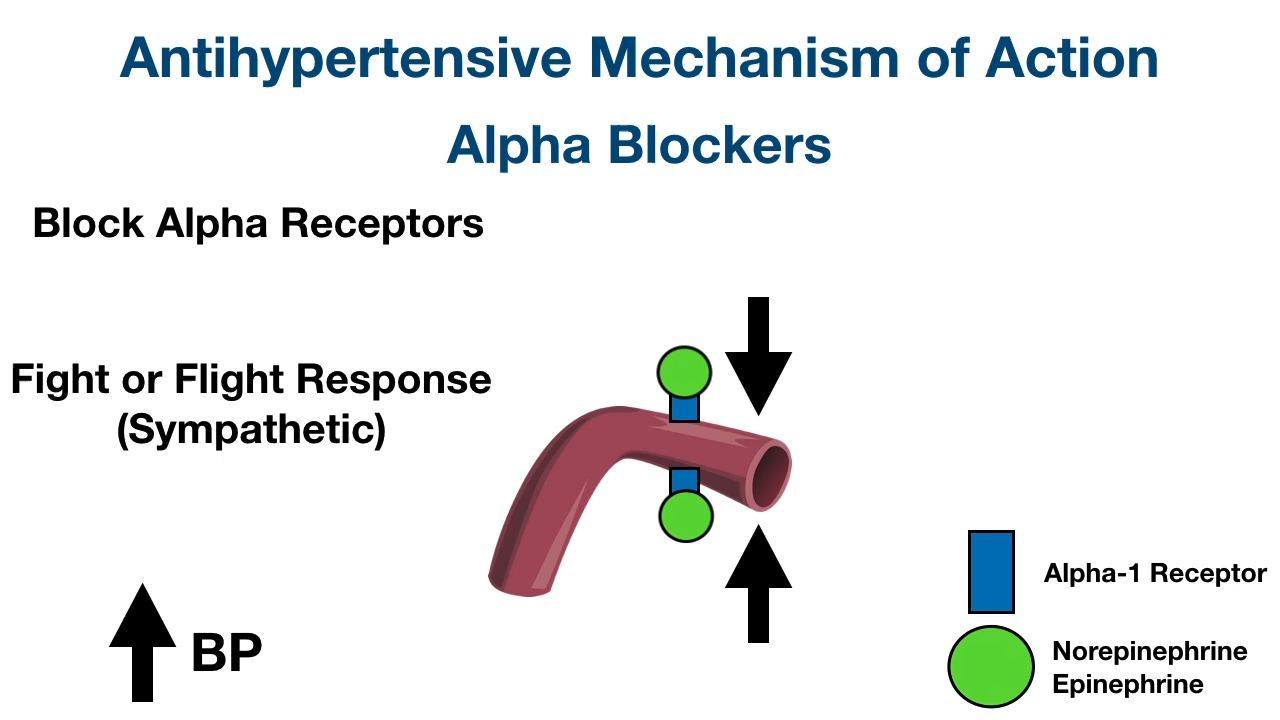 Antihypertensive Mechanism of Action
Alpha Blockers
Block Alpha Receptors
Fight or Flight Response
(Sympathetic)
BP
Alpha-1 Receptor
Norepinephrine
Epinephrine